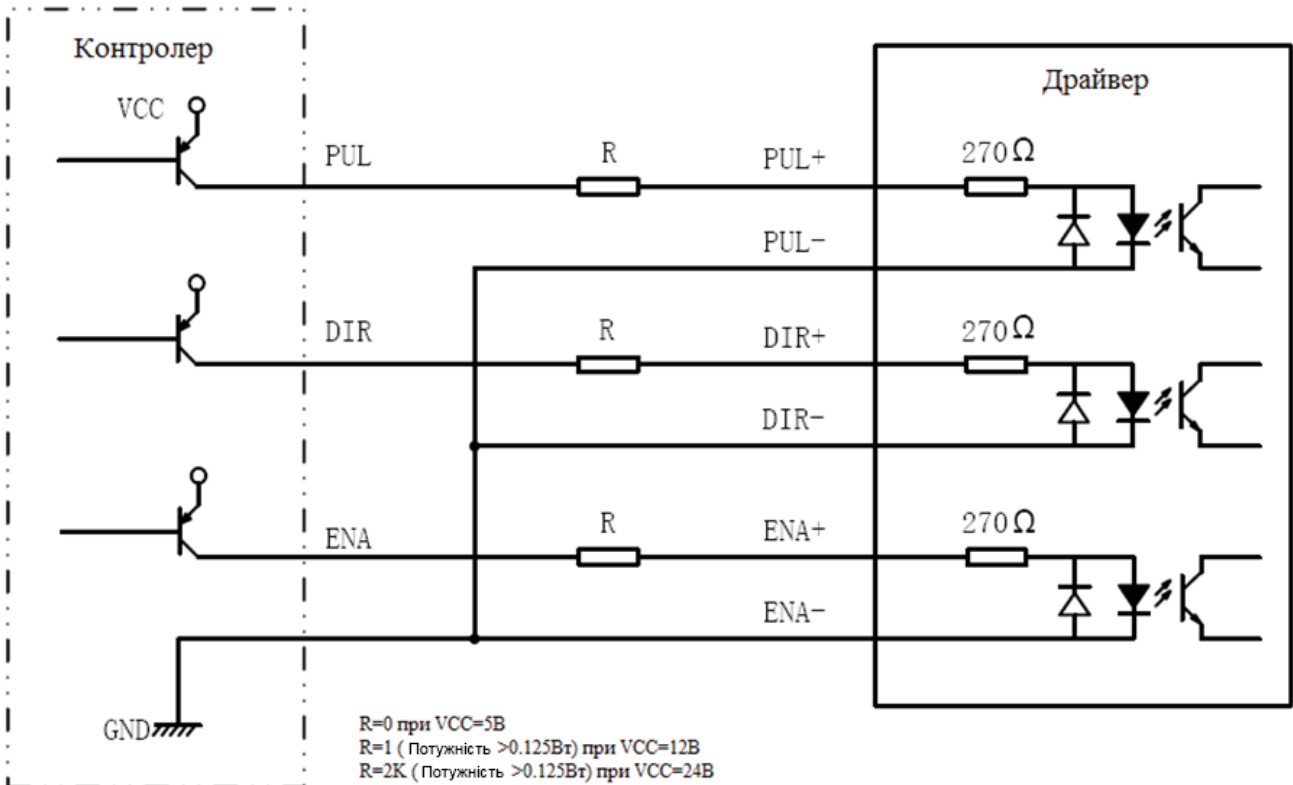 Контролер
Драйвер
VCC
PUL
R
PUL+
270Ω
PUL-
DIR
R
DIR+
270Ω
DIR-
ENA
R
ENA+
270Ω
ENA-
GND
R=0 при VCC=5В
R=1 ( Потужність >0.125Вт) при VCC=12В
R=2K ( Потужність >0.125Вт) при VCC=24В